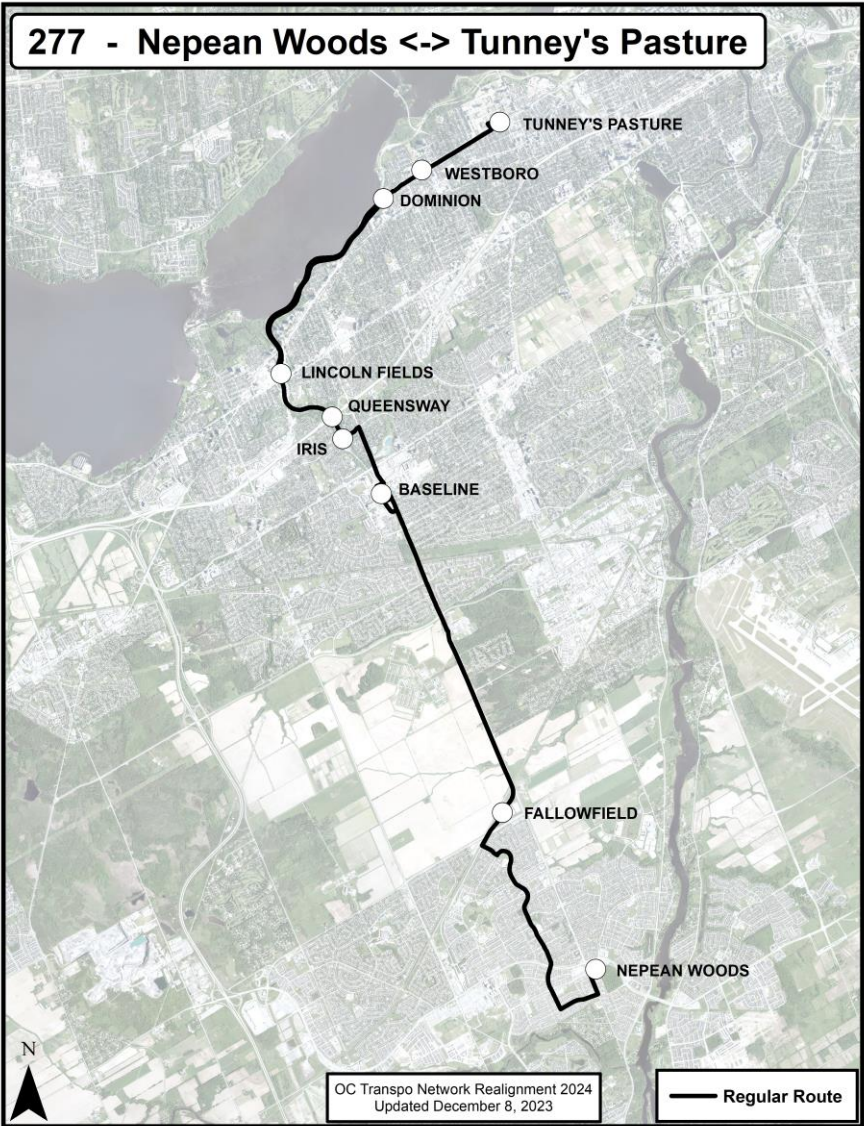 277 - Nepean Woods <-> Tunney's Pasture
TUNNEY'S PASTURE
WESTBORO
DOMINION
LINCOLN FIELDS
QUEENSWAY
IRIS
BASELINE
FALLOWFIELD
NEPEAN WOODS
N
OC Transpo Network Realignment 2024
Updated December 8, 2023
Regular Route